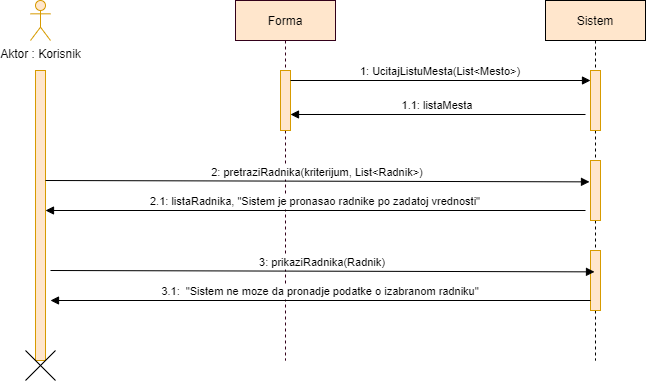 Forma
Sistem
Aktor : Korisnik
1: UcitajListuMesta(List<Mesto>)
1.1: listaMesta
2: pretraziRadnika(kriterijum, List<Radnik>)
2.1: listaRadnika, "Sistem je pronasao radnike po zadatoj vrednosti"
3: prikaziRadnika(Radnik)
3.1: "Sistem ne moze da pronadje podatke o izabranom radniku"